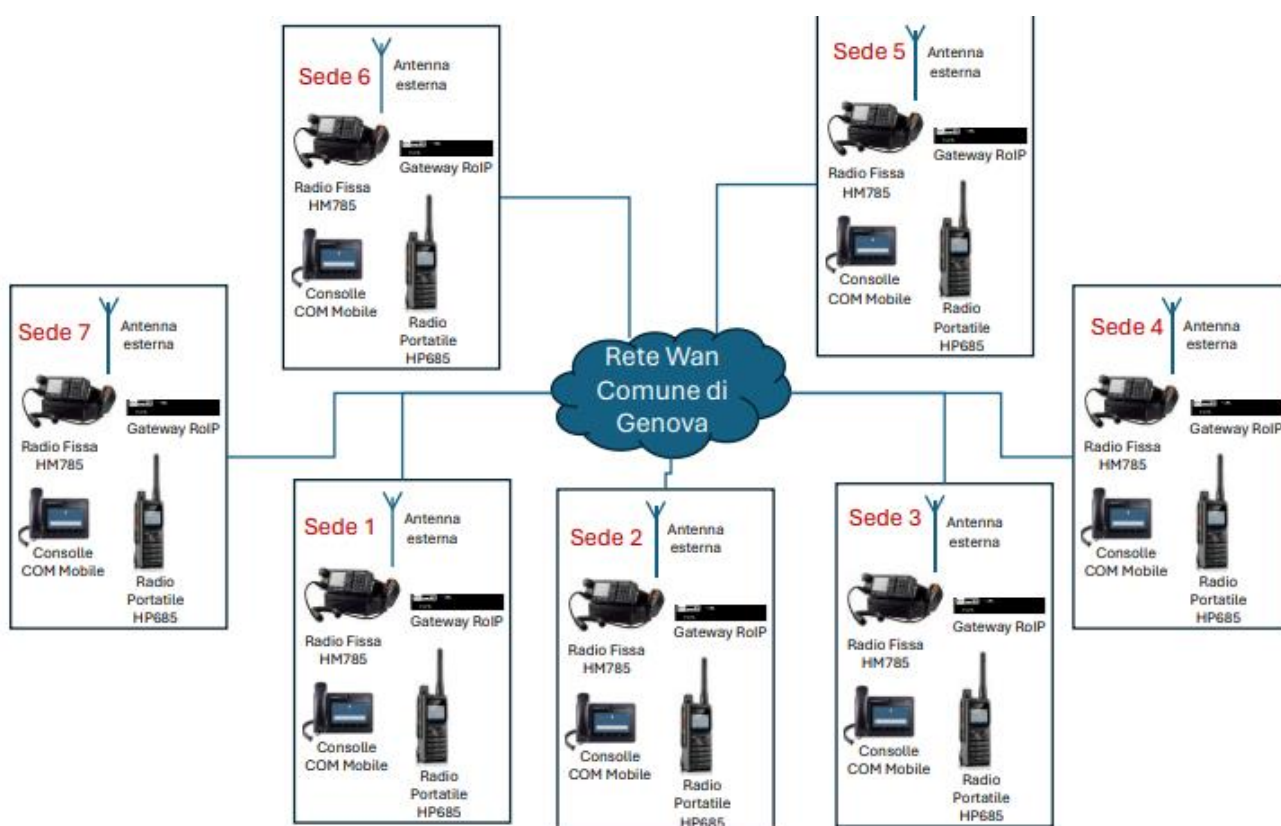 Sede 6
Antenna
esterna
Radio Fissa
HM785
Gateway RoIP
Consolle
COM Mobile
Radio
Portatile
HP685
Sede 5
Antenna
esterna
Radio Fissa
HM785
Gateway RoIP
Consolle
COM Mobile
Radio
Portatile
HP685
Sede 7
Antenna
esterna
Radio Fissa
HM785
Gateway RoIP
Consolle
COM Mobile
Radio
Portatile
HP685
Rete Wan
Comune di
Genova
Sede 4
Antenna
esterna
Radio Fissa
HM785
Gateway RoIP
Consolle
COM Mobile
Radio
Portatile
HP685
Sede 1
Antenna
esterna
Radio Fissa
HM785
Gateway RoIP
Consolle
COM Mobile
Radio
Portatile
HP685
Sede 2
Antenna
esterna
Radio Fissa
HM785
Gateway RoIP
Consolle
COM Mobile
Radio
Portatile
HP685
Sede 3
Antenna
esterna
Radio Fissa
HM785
Gateway RoIP
Consolle
COM Mobile
Radio
Portatile
HP685